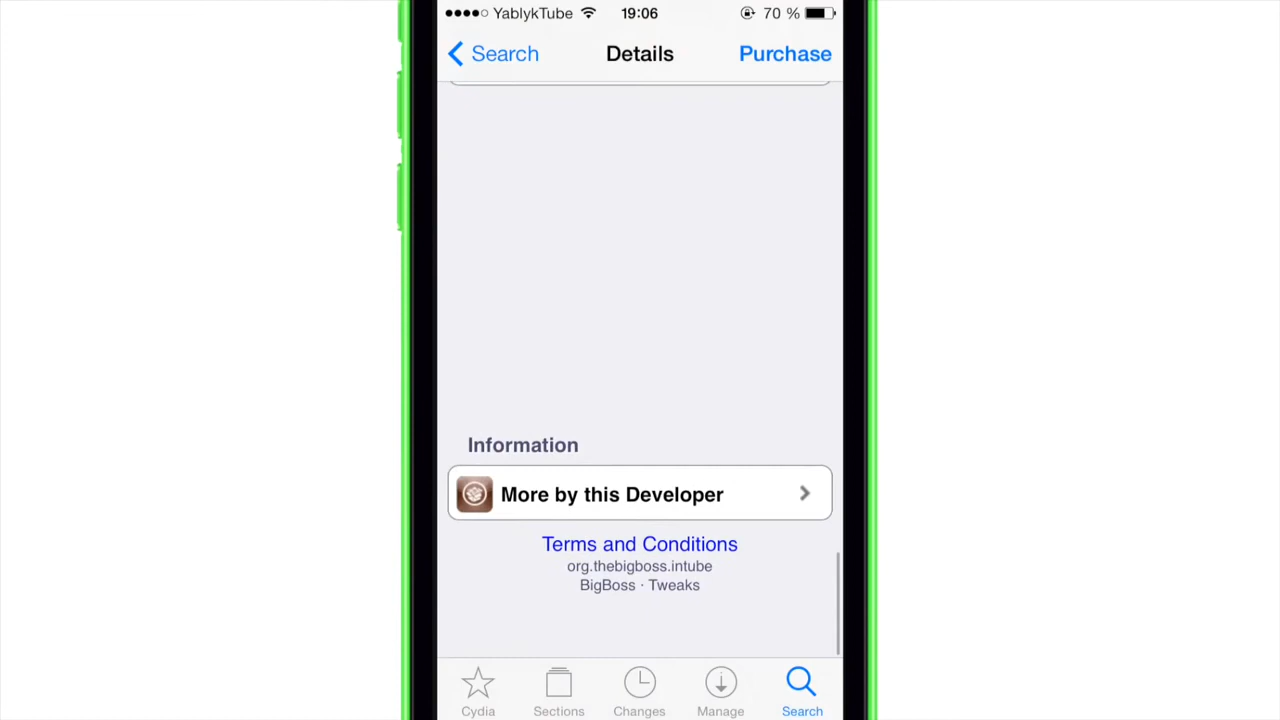 YablykTube 19:06 70 %
Search Details Purchase
Information
More by this Developer
Terms and Conditions
org.thebigboss.intube
BigBoss · Tweaks
Cydia Sections Changes Manage Search